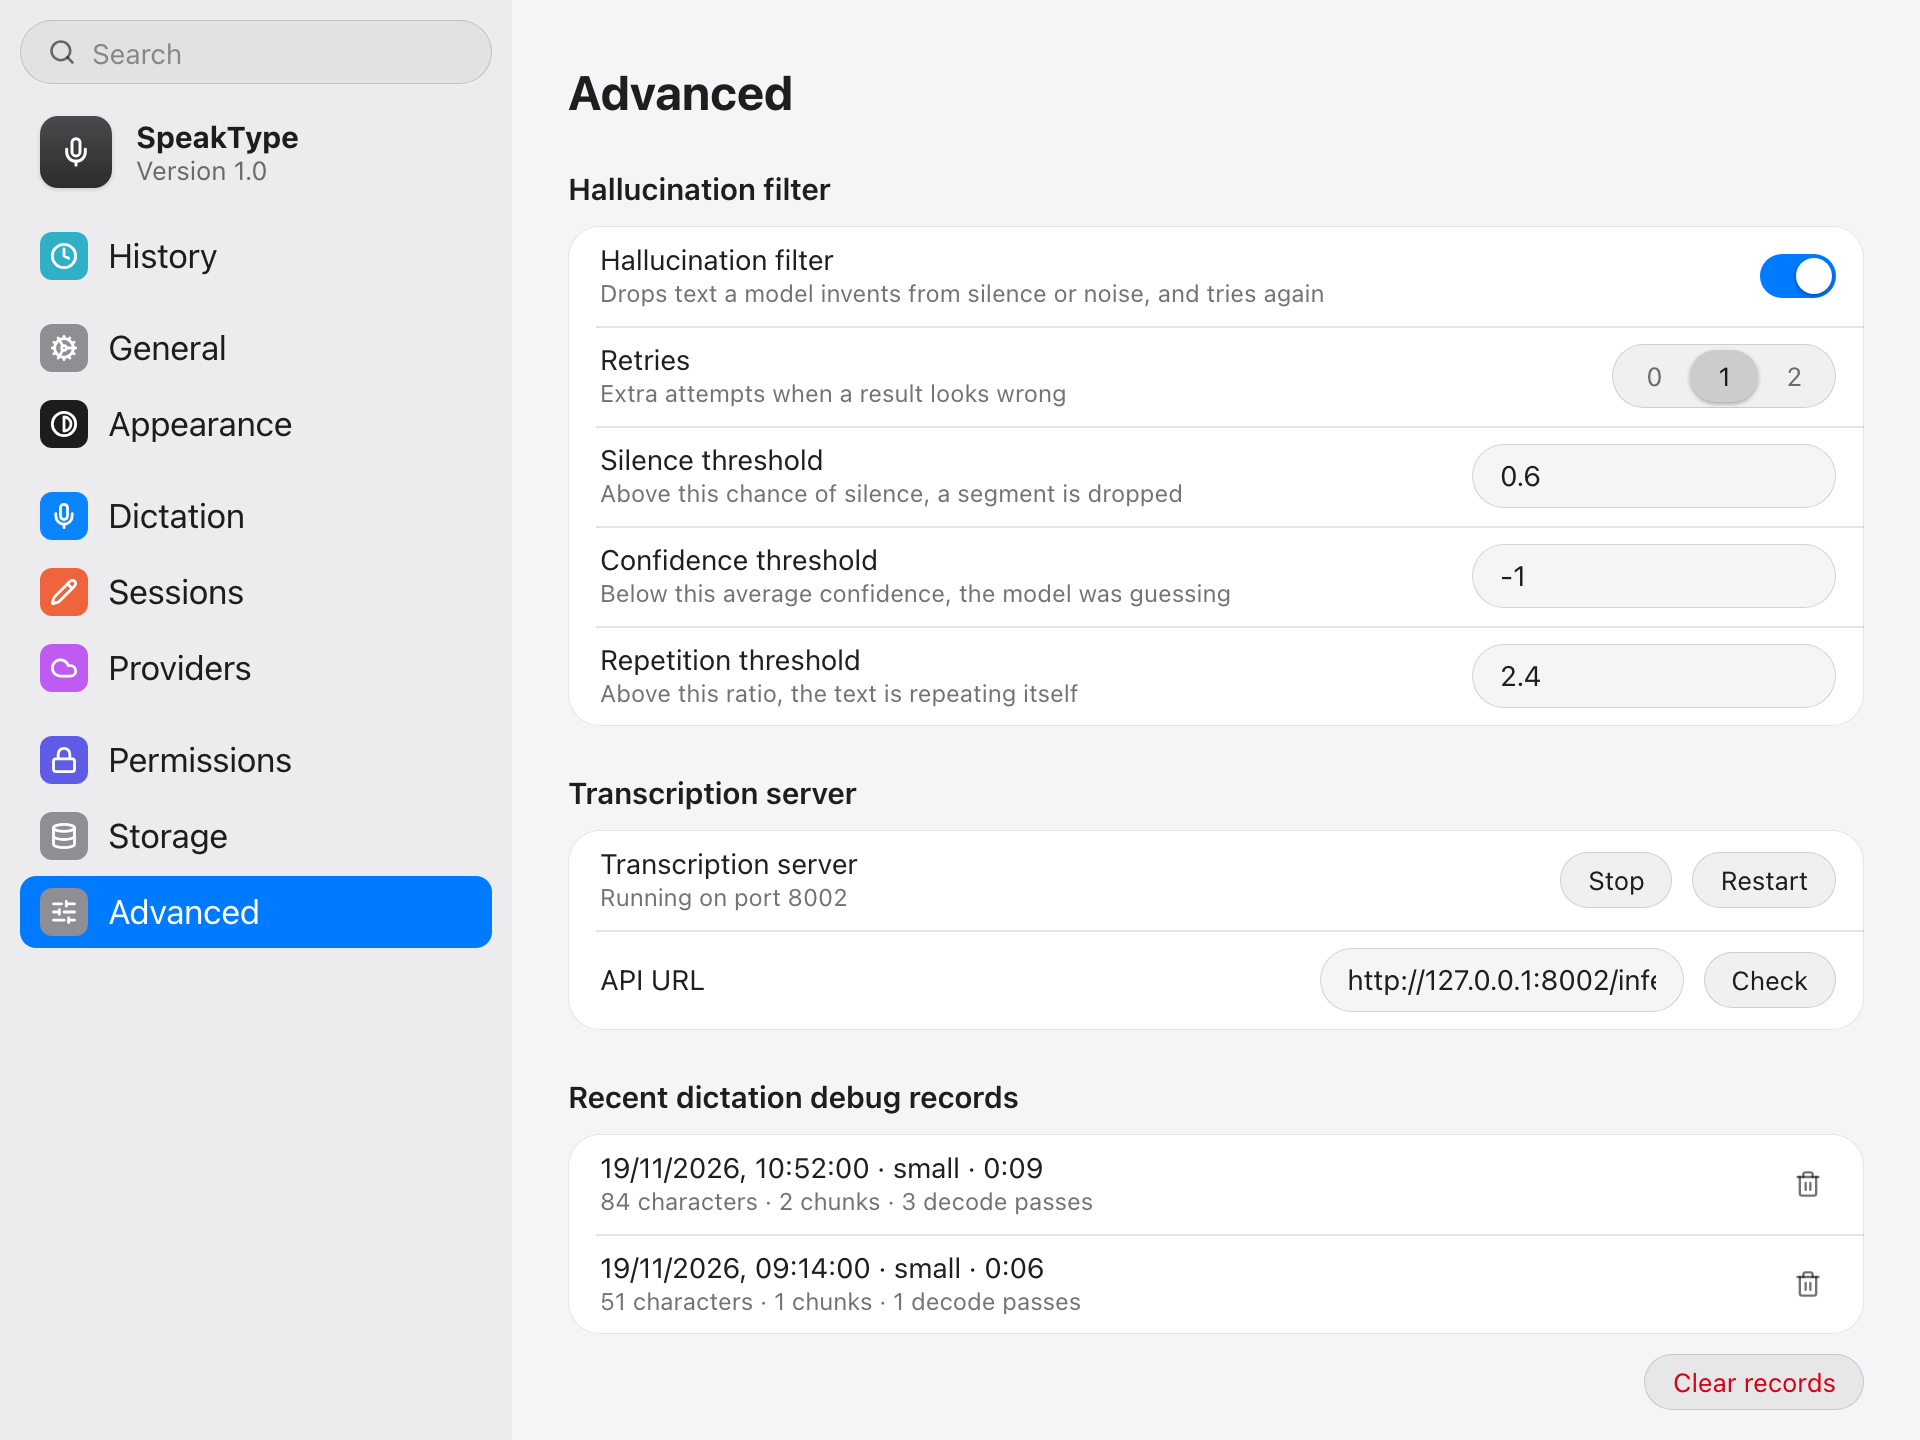 Search
SpeakType
Version 1.0
History
General
Appearance
Dictation
Sessions
Providers
Permissions
Storage
Advanced
Advanced
Hallucination filter
Hallucination filter
Drops text a model invents from silence or noise, and tries again
Retries
Extra attempts when a result looks wrong
0 1 2
Silence threshold
Above this chance of silence, a segment is dropped
0.6
Confidence threshold
Below this average confidence, the model was guessing
-1
Repetition threshold
Above this ratio, the text is repeating itself
2.4
Transcription server
Transcription server
Running on port 8002
Stop Restart
API URL
http://127.0.0.1:8002/infe
Check
Recent dictation debug records
19/11/2026, 10:52:00 · small · 0:09
84 characters · 2 chunks · 3 decode passes
19/11/2026, 09:14:00 · small · 0:06
51 characters · 1 chunks · 1 decode passes
Clear records